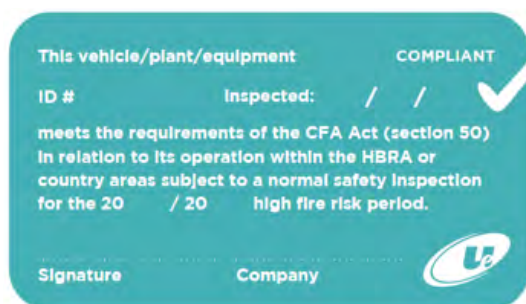 This vehicle/plant/equipment COMPLIANT
ID # Inspected: / /
meets the requirements of the CFA Act (section 50)
in relation to its operation within the HBRA or
country areas subject to a normal safety inspection
for the 20 / 20 high fire risk period.
Ue
Signature Company